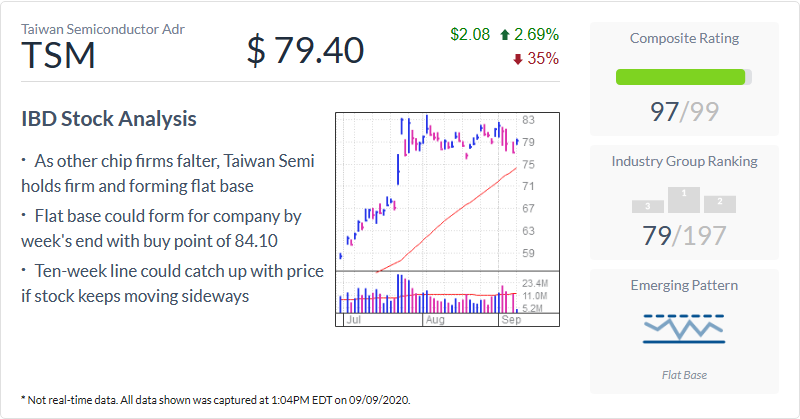 Taiwan Semiconductor Adr
TSM
$ 79.40
$2.08 2.69%
35%
IBD Stock Analysis
• As other chip firms falter, Taiwan Semi
holds firm and forming flat base
• Flat base could form for company by
week's end with buy point of 84.10
• Ten-week line could catch up with price
if stock keeps moving sideways
83
79
75
71
67
63
59
23.4M
11.0M
5.2M
Jul Aug Sep
Composite Rating
97/99
Industry Group Ranking
3 1 2
79/197
Emerging Pattern
Flat Base
* Not real-time data. All data shown was captured at 1:04PM EDT on 09/09/2020.